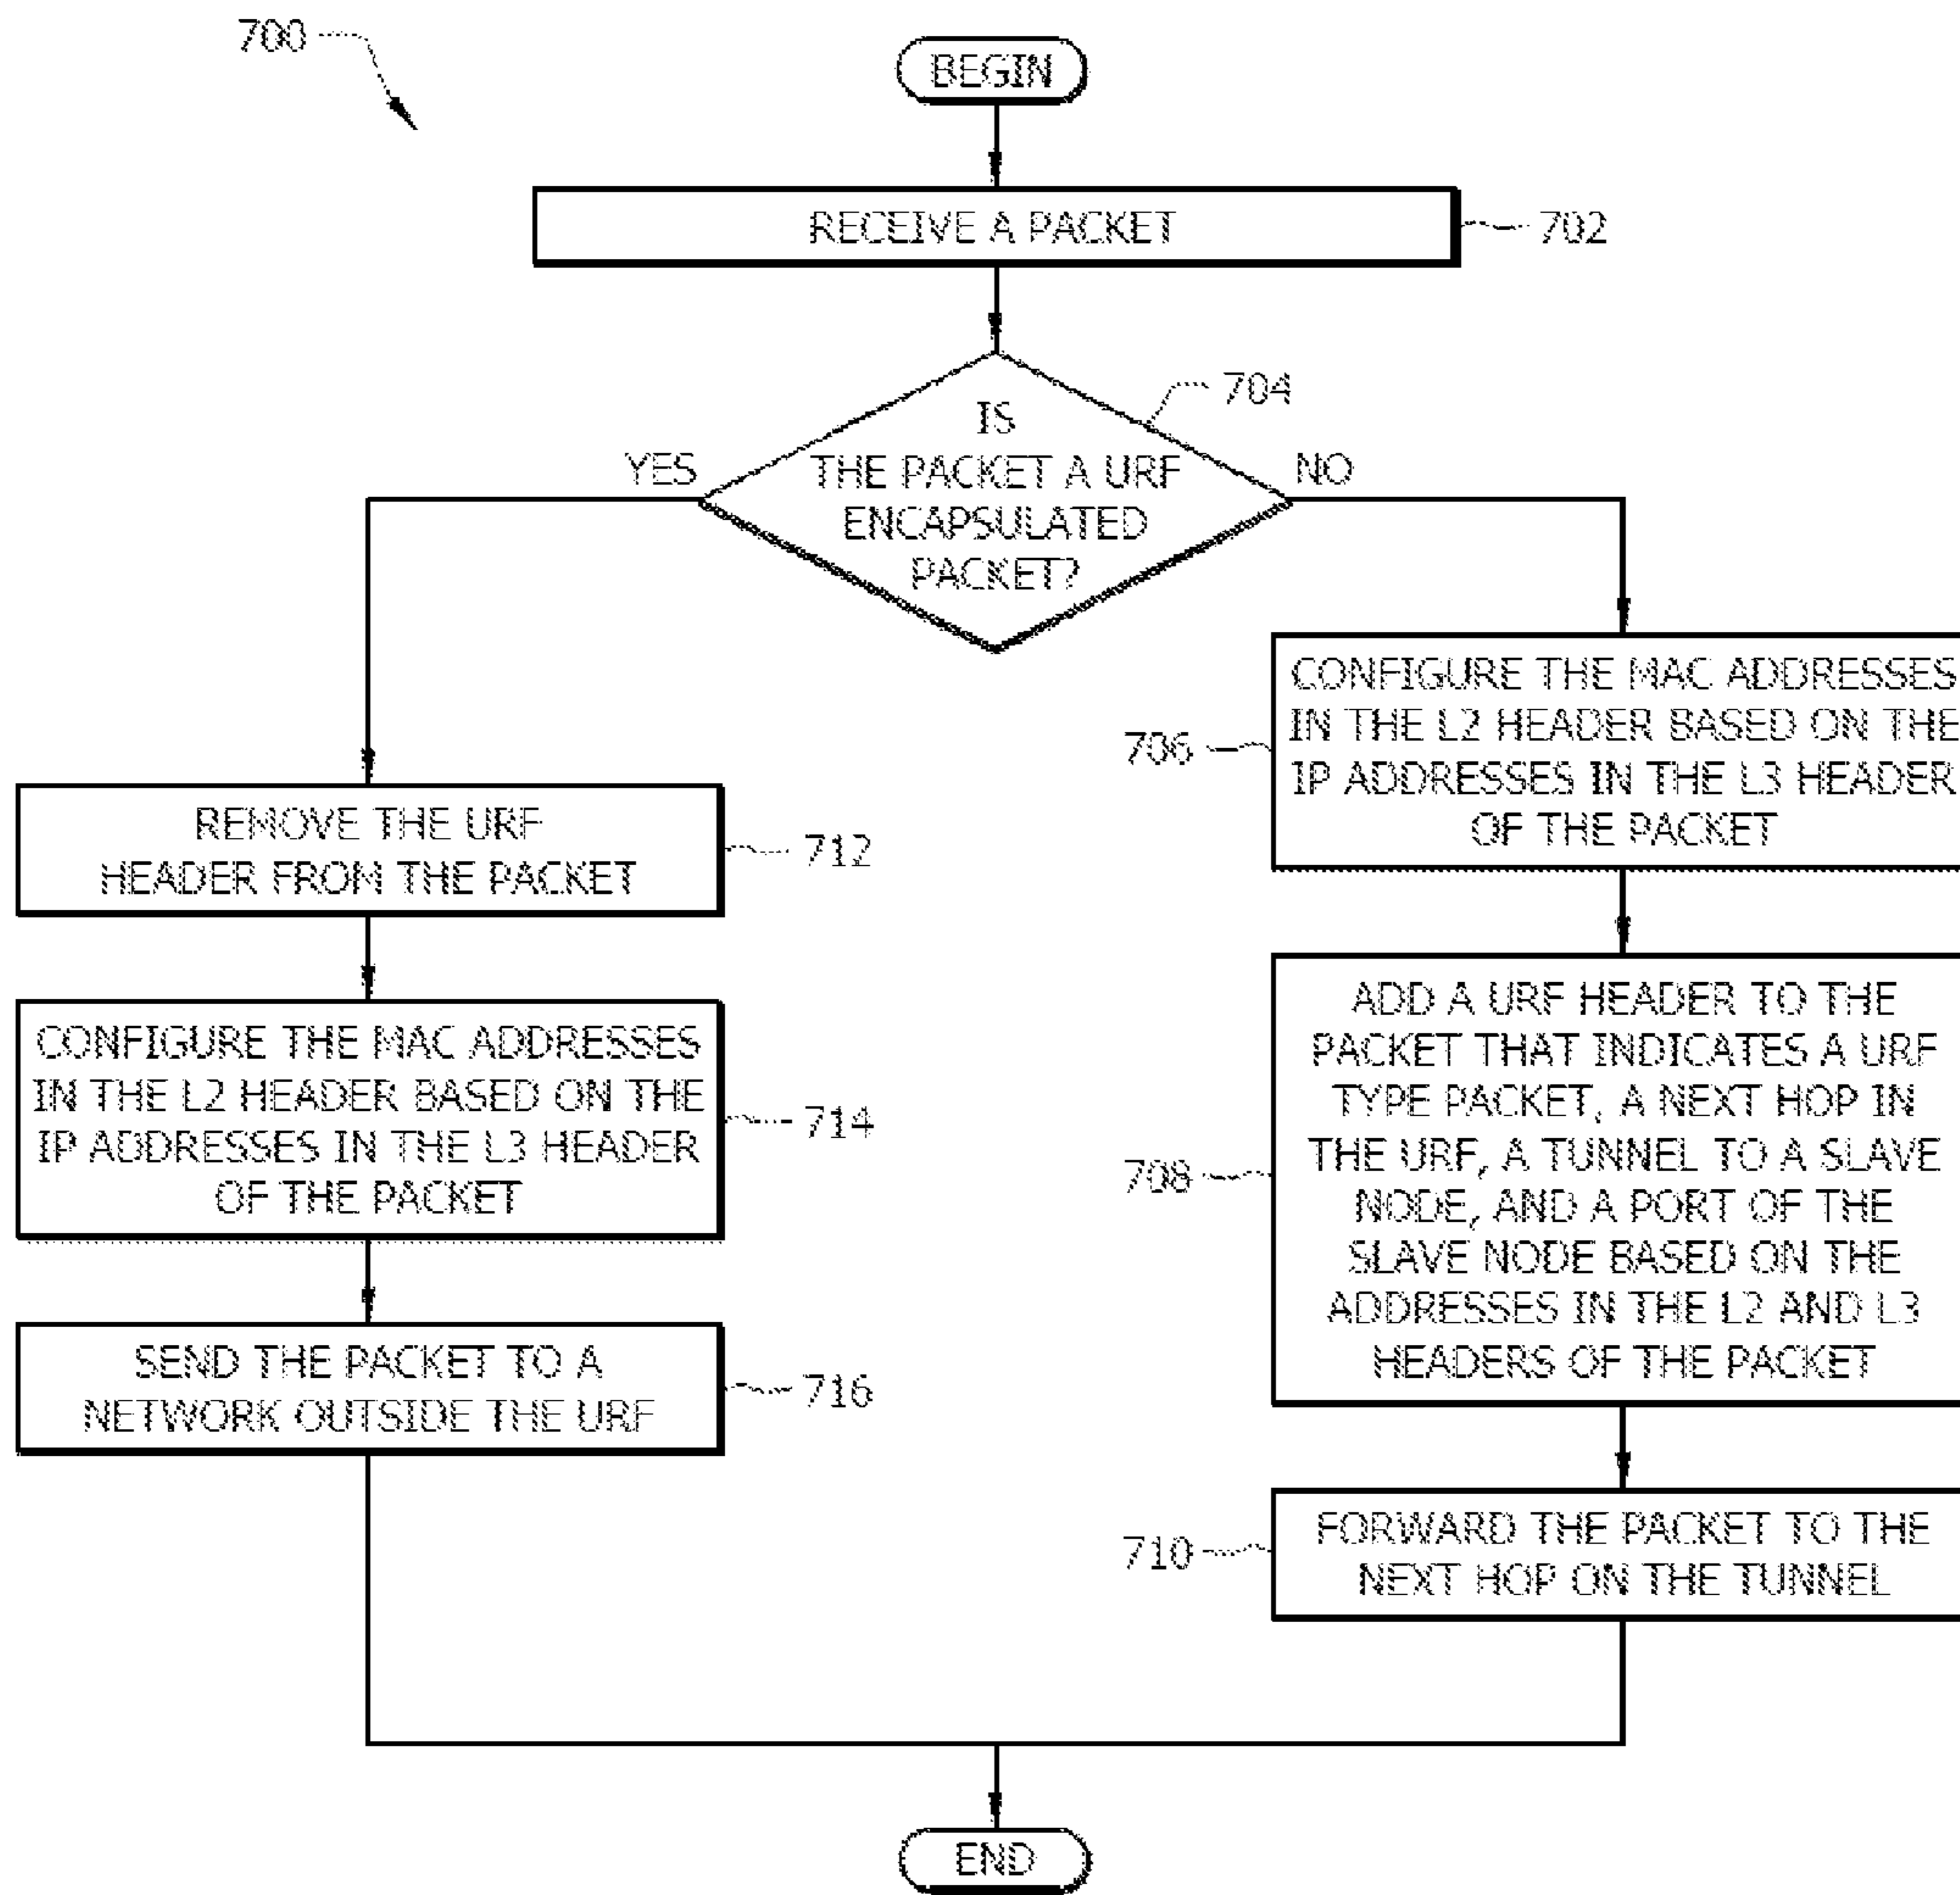 700
BEGIN
RECEIVE A PACKET
702
704
IS
THE PACKET A URF
ENCAPSULATED
PACKET?
YES
NO
CONFIGURE THE MAC ADDRESSES
IN THE L2 HEADER BASED ON THE
IP ADDRESSES IN THE L3 HEADER
OF THE PACKET
706
REMOVE THE URF
HEADER FROM THE PACKET
712
ADD A URF HEADER TO THE
PACKET THAT INDICATES A URF
TYPE PACKET, A NEXT HOP IN
THE URF, A TUNNEL TO A SLAVE
NODE, AND A PORT OF THE
SLAVE NODE BASED ON THE
ADDRESSES IN THE L2 AND L3
HEADERS OF THE PACKET
708
CONFIGURE THE MAC ADDRESSES
IN THE L2 HEADER BASED ON THE
IP ADDRESSES IN THE L3 HEADER
OF THE PACKET
714
SEND THE PACKET TO A
NETWORK OUTSIDE THE URF
716
FORWARD THE PACKET TO THE
NEXT HOP ON THE TUNNEL
710
END